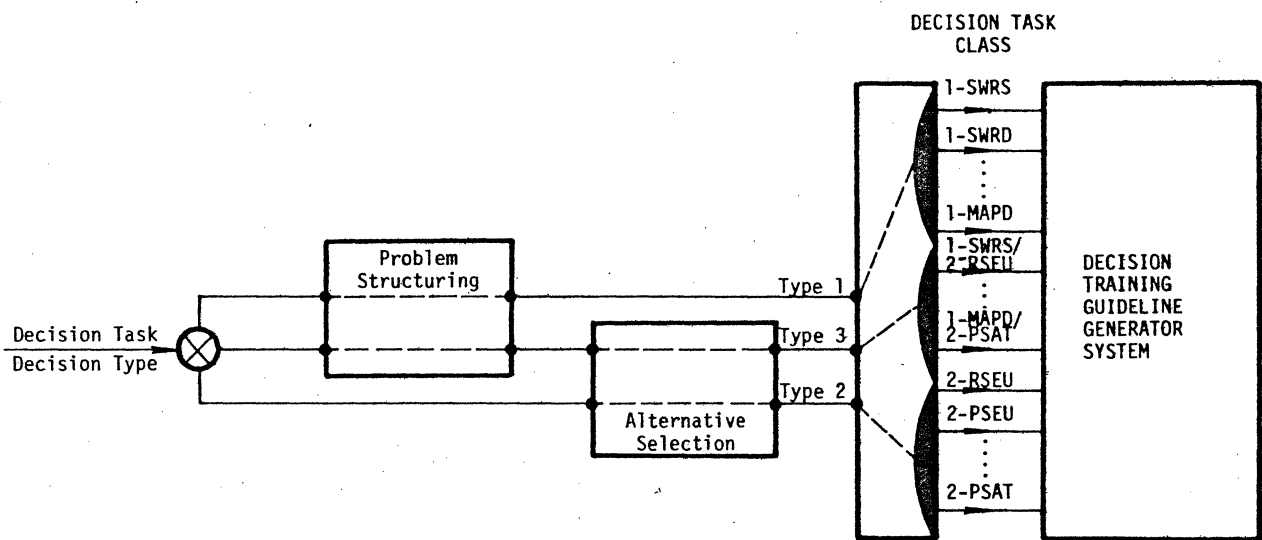 DECISION TASK
CLASS
1-SWRS
1-SWRD
1-MAPD
1-SWRS/
2-RSEU
1-MAPD/
2-PSAT
2-RSEU
2-PSEU
2-PSAT
DECISION
TRAINING
GUIDELINE
GENERATOR
SYSTEM
Problem
Structuring
Type 1
Type 3
Type 2
Decision Task
Decision Type
Alternative
Selection